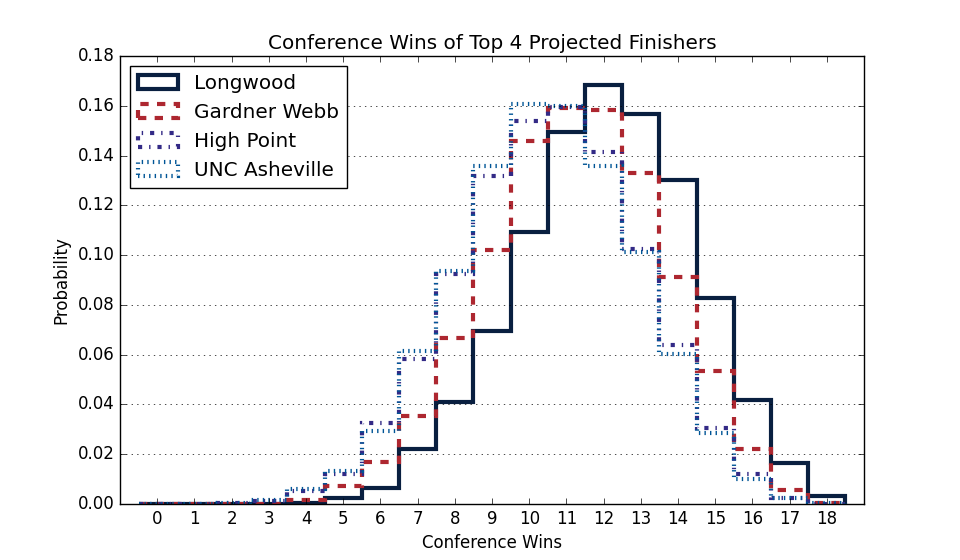 Conference Wins of Top 4 Projected Finishers
Longwood
Gardner Webb
High Point
UNC Asheville
Probability
0.18
0.16
0.14
0.12
0.10
0.08
0.06
0.04
0.02
0.00
0 1 2 3 4 5 6 7 8 9 10 11 12 13 14 15 16 17 18
Conference Wins